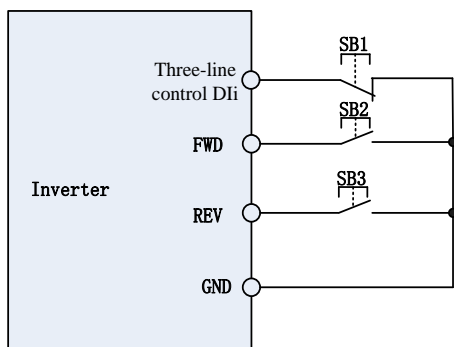 SB1
Three-line
control DIi
SB2
FWD
SB3
Inverter
REV
GND